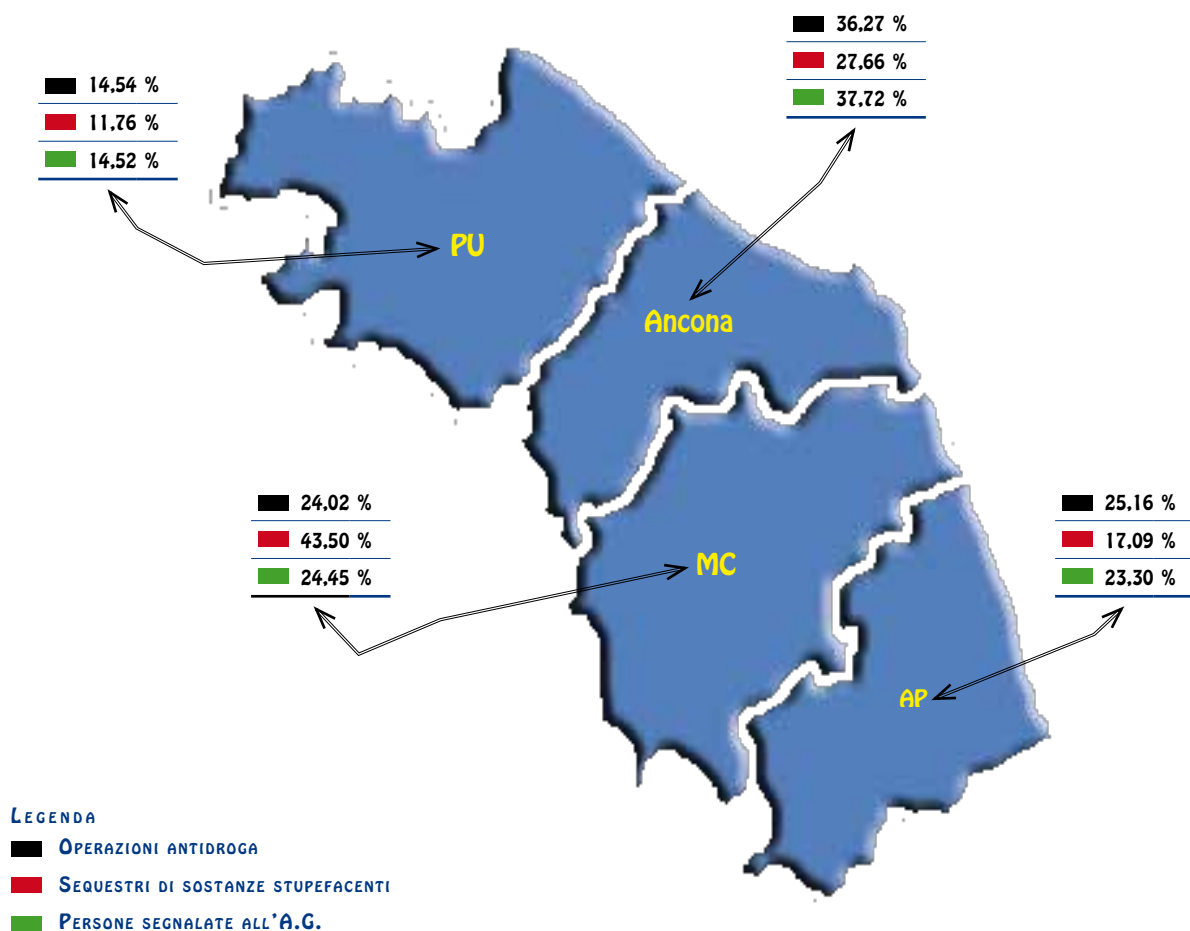 36,27 %
27,66 %
37,72 %
14,54 %
11,76 %
14,52 %
PU
Ancona
24,02 %
43,50 %
24,45 %
MC
25,16 %
17,09 %
23,30 %
AP
LEGENDA
OPERAZIONI ANTIDROGA
SEQUESTRI DI SOSTANZE STUPEFACENTI
PERSONE SEGNALATE ALL'A.G.